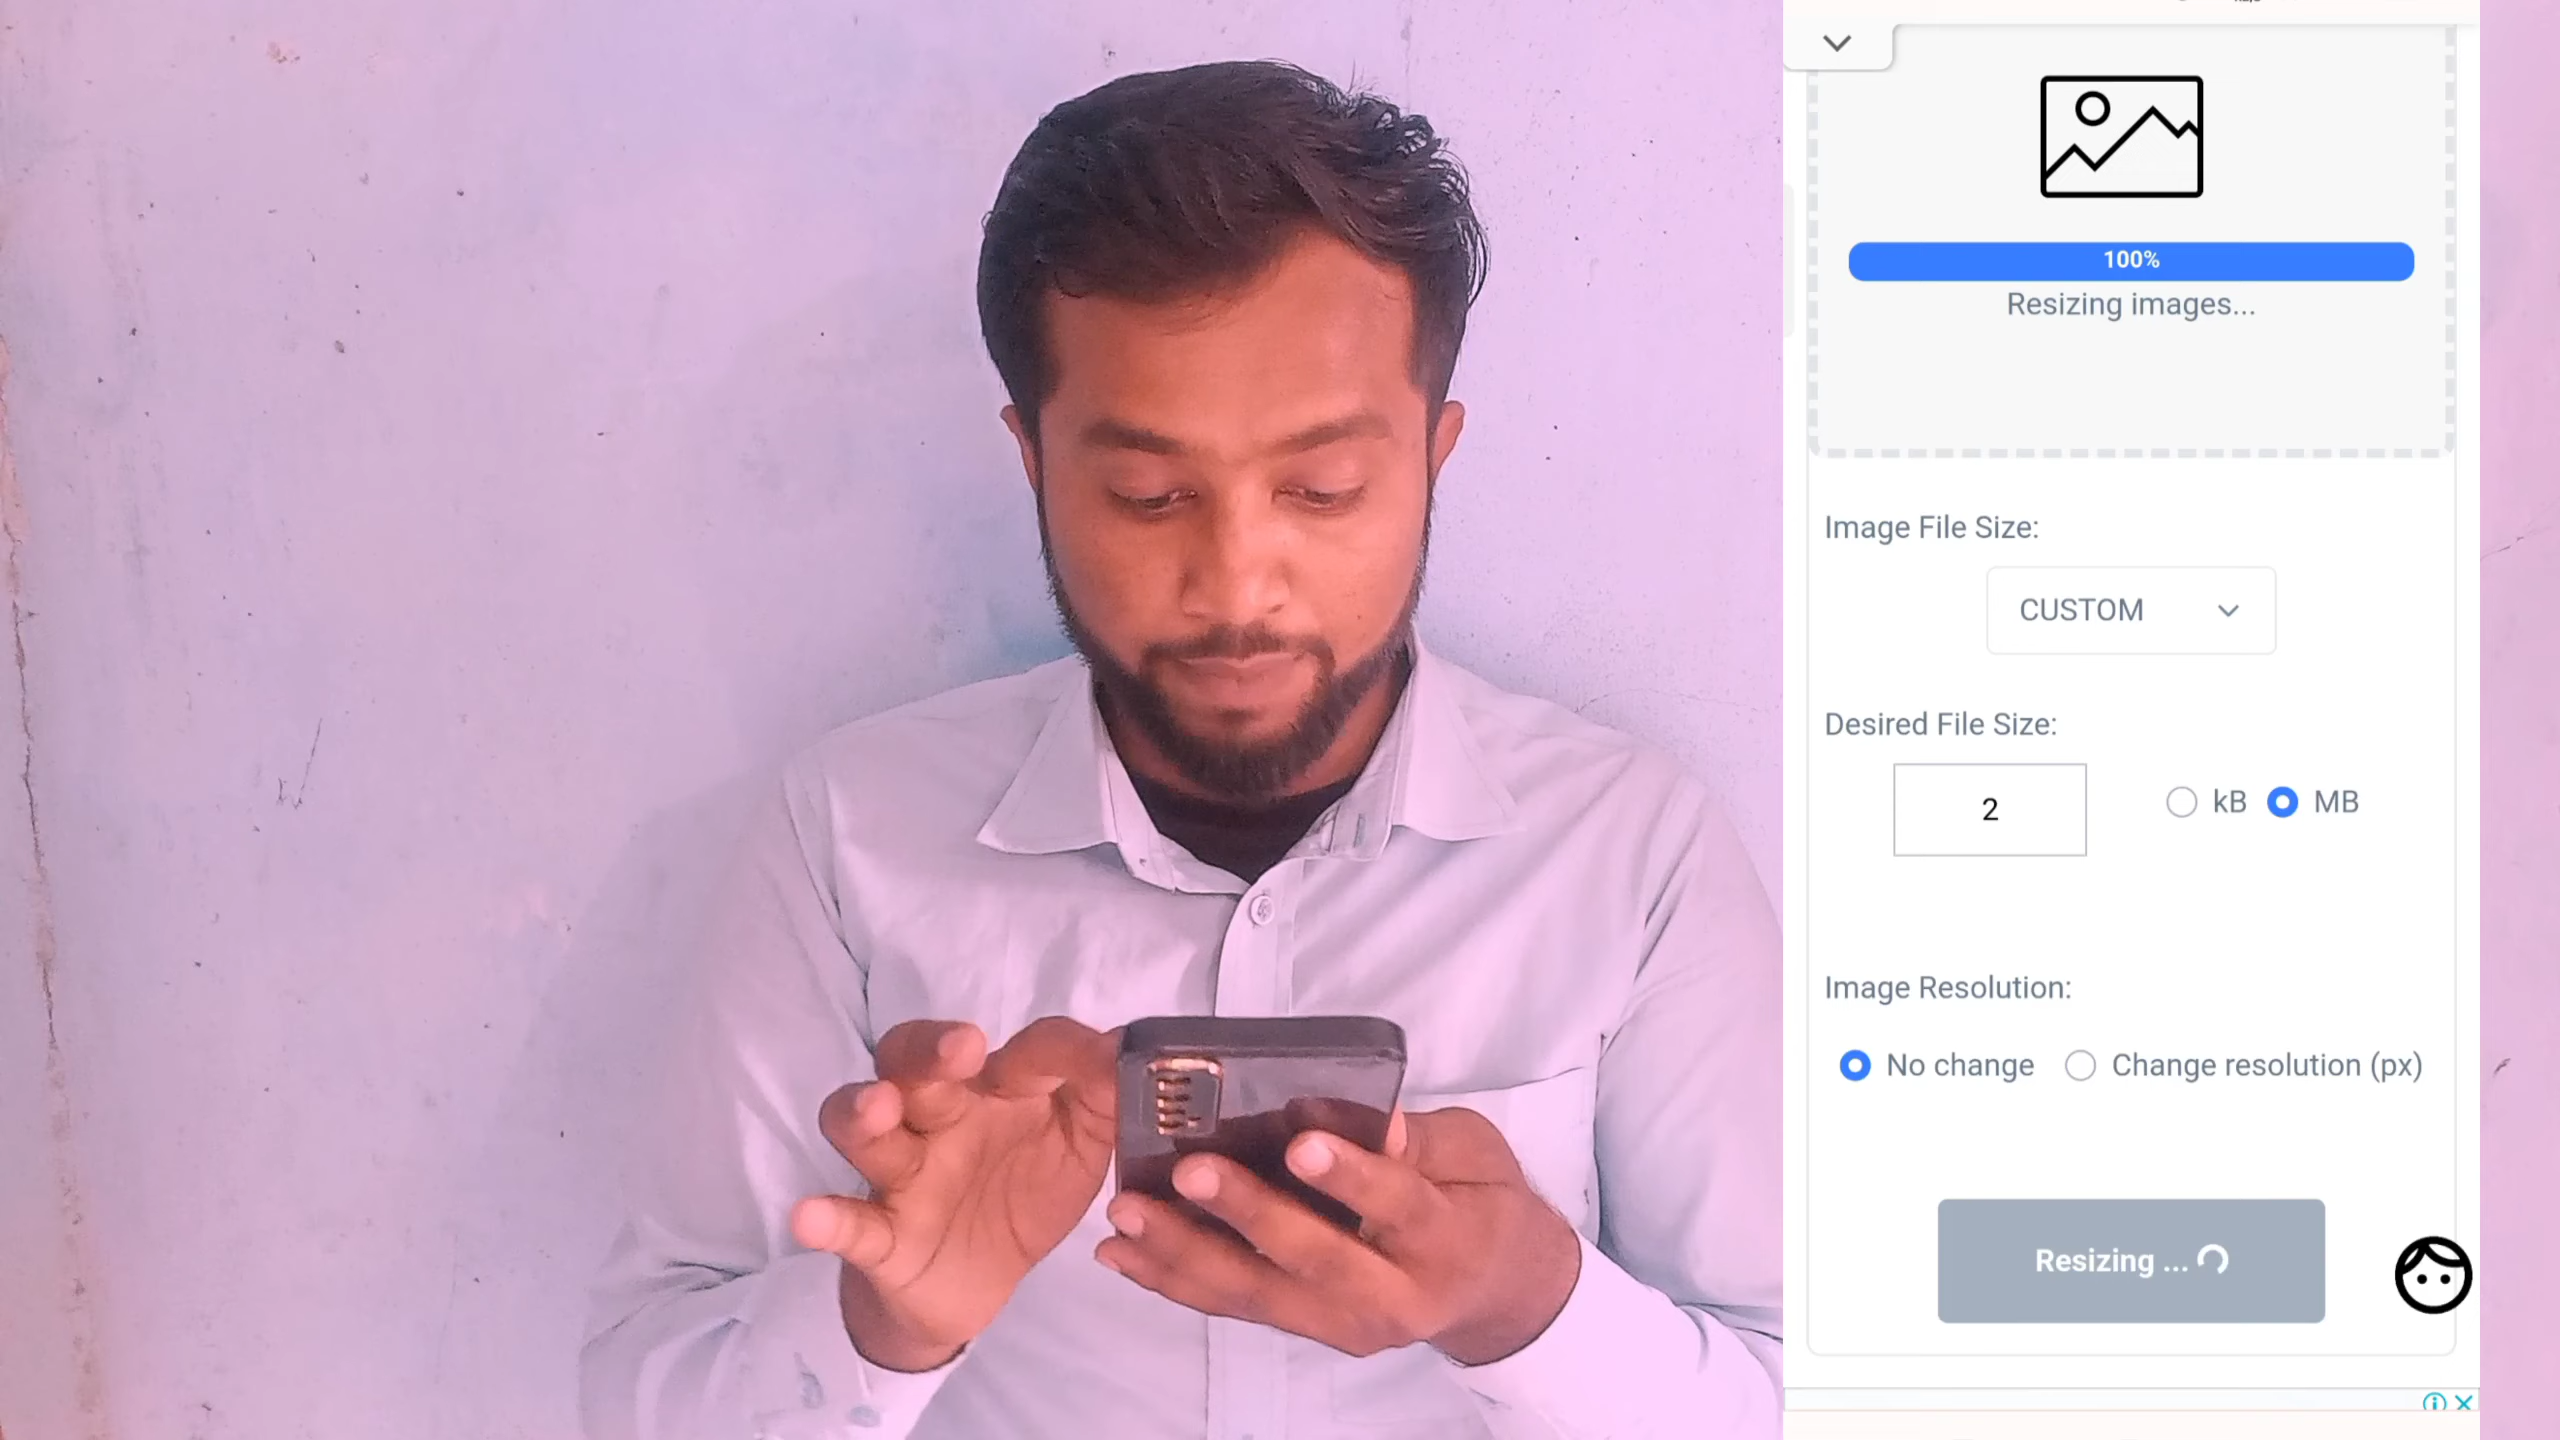 100%
Resizing images...
Image File Size:
CUSTOM
Desired File Size:
2 kB MB
Image Resolution:
No change Change resolution (px)
Resizing ...